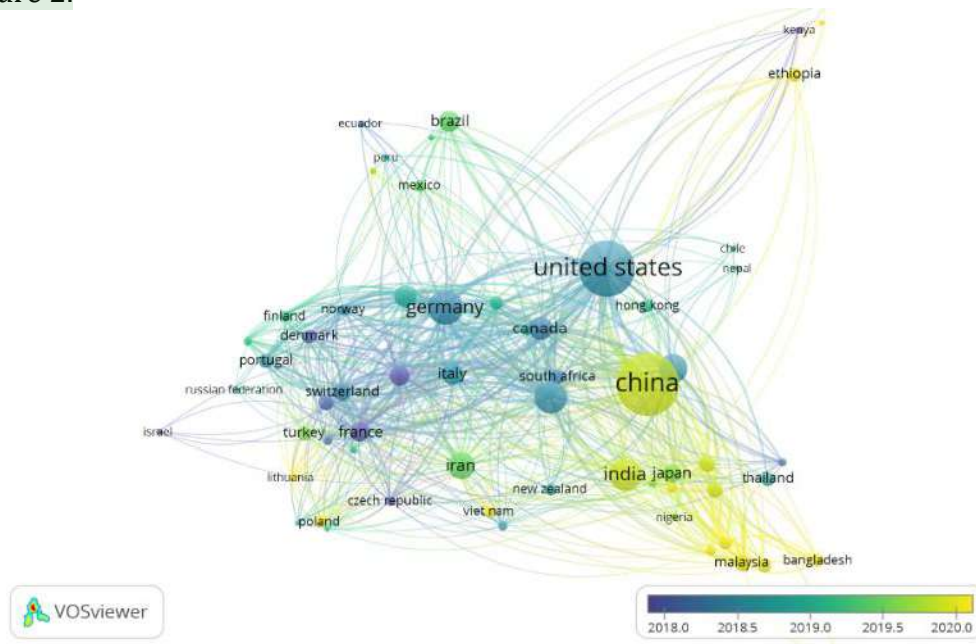 kenya
ethiopia
ecuador
brazil
peru
mexico
united states
chile
nepal
germany
hong kong
norway
finland
canada
denmark
portugal
italy
south africa
china
russian federation
switzerland
israel
turkey
france
iran
india
japan
lithuania
thailand
new zealand
czech republic
viet nam
poland
nigeria
malaysia
bangladesh
VOSviewer
2018.0 2018.5 2019.0 2019.5 2020.0